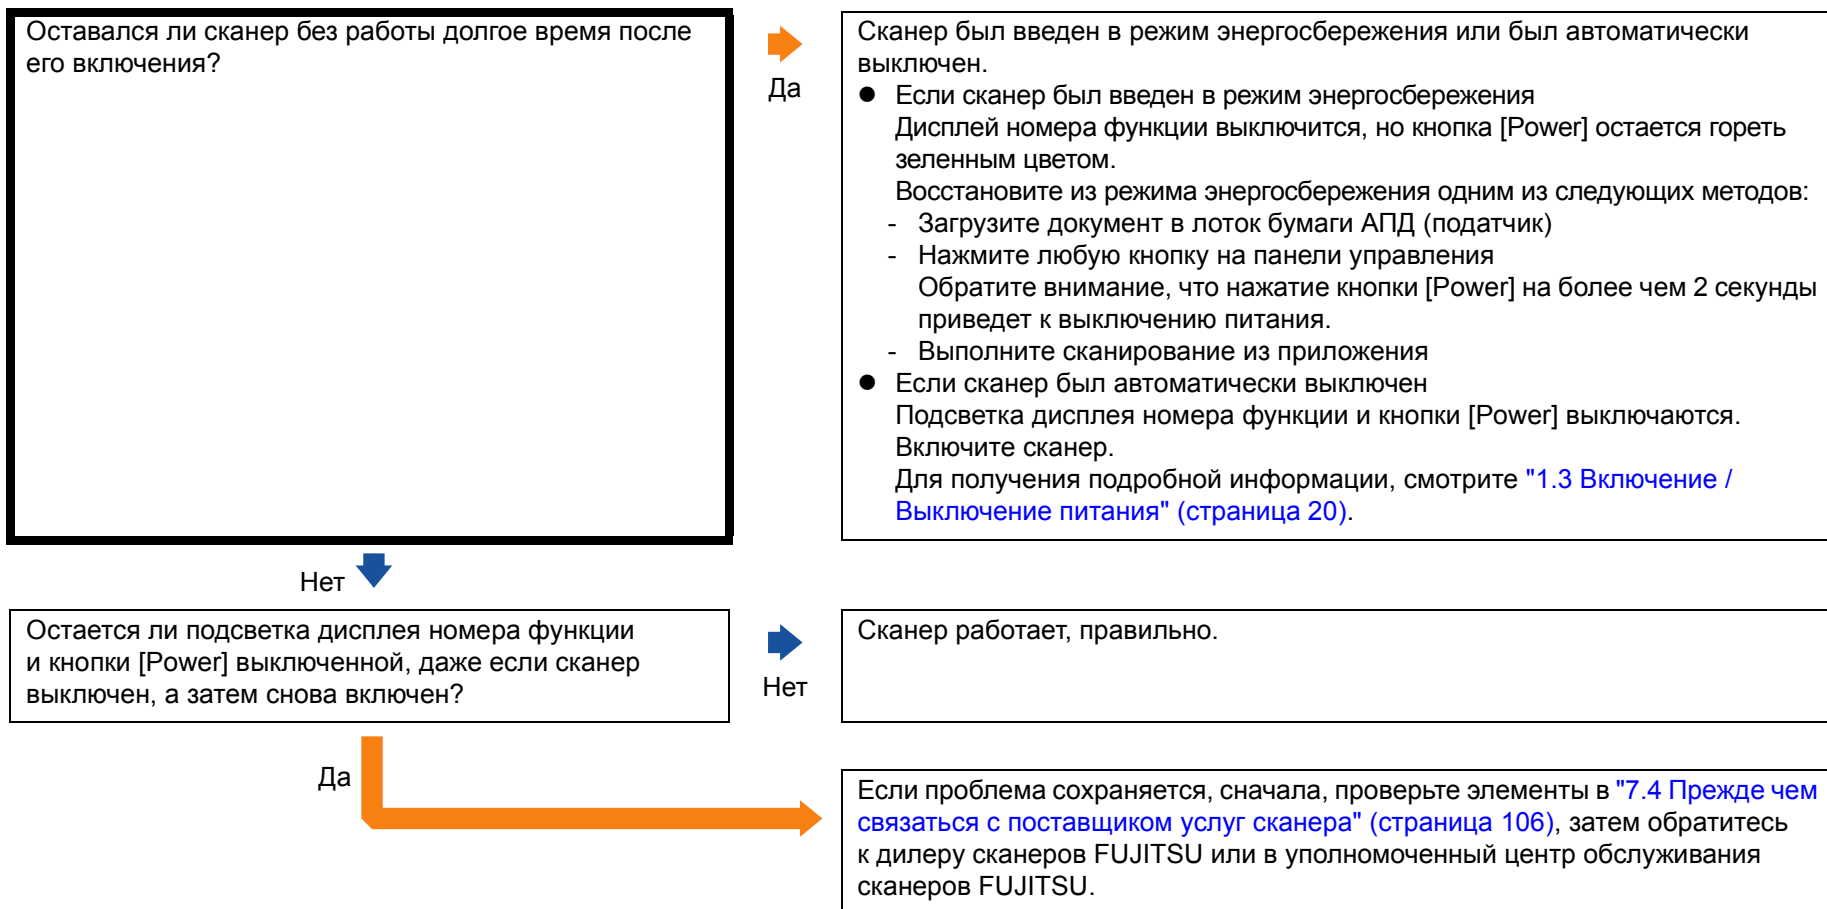 Оставался ли сканер без работы долгое время после
его включения?
Да
Сканер был введен в режим энергосбережения или был автоматически
выключен.
● Если сканер был введен в режим энергосбережения
Дисплей номера функции выключится, но кнопка [Power] остается гореть
зеленным цветом.
Восстановите из режима энергосбережения одним из следующих методов:
- Загрузите документ в лоток бумаги АПД (податчик)
- Нажмите любую кнопку на панели управления
Обратите внимание, что нажатие кнопки [Power] на более чем 2 секунды
приведет к выключению питания.
- Выполните сканирование из приложения
● Если сканер был автоматически выключен
Подсветка дисплея номера функции и кнопки [Power] выключаются.
Включите сканер.
Для получения подробной информации, смотрите "1.3 Включение /
Выключение питания" (страница 20).
Нет
Остается ли подсветка дисплея номера функции
и кнопки [Power] выключенной, даже если сканер
выключен, а затем снова включен?
Нет
Сканер работает, правильно.
Да
Если проблема сохраняется, сначала, проверьте элементы в "7.4 Прежде чем
связаться с поставщиком услуг сканера" (страница 106), затем обратитесь
к дилеру сканеров FUJITSU или в уполномоченный центр обслуживания
сканеров FUJITSU.